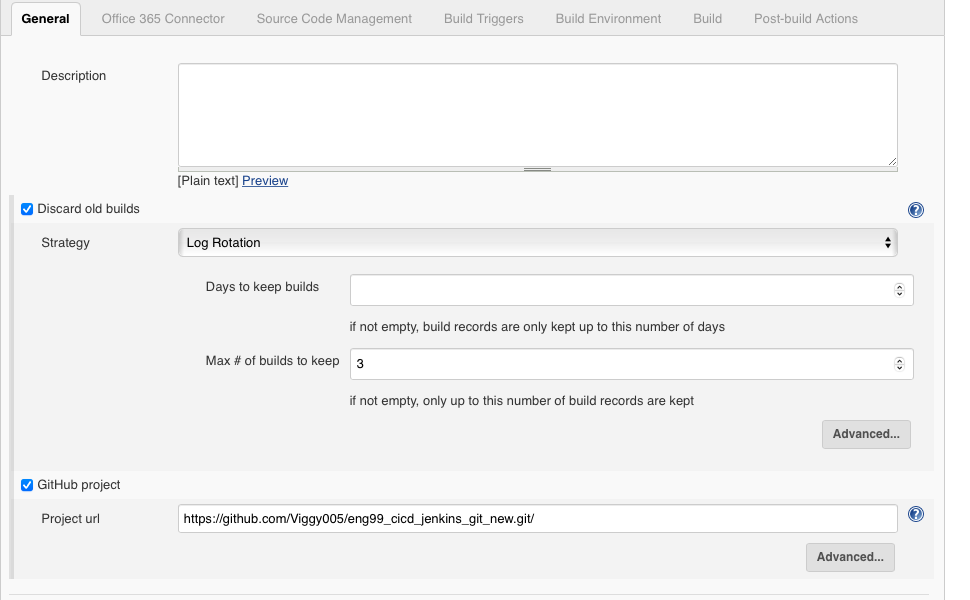 General Office 365 Connector Source Code Management Build Triggers Build Environment Build Post-build Actions
Description
[Plain text] Preview
Discard old builds
Strategy Log Rotation
Days to keep builds
if not empty, build records are only kept up to this number of days
Max # of builds to keep 3
if not empty, only up to this number of build records are kept
Advanced...
GitHub project
Project url https://github.com/Viggy005/eng99_cicd_jenkins_git_new.git/
Advanced...